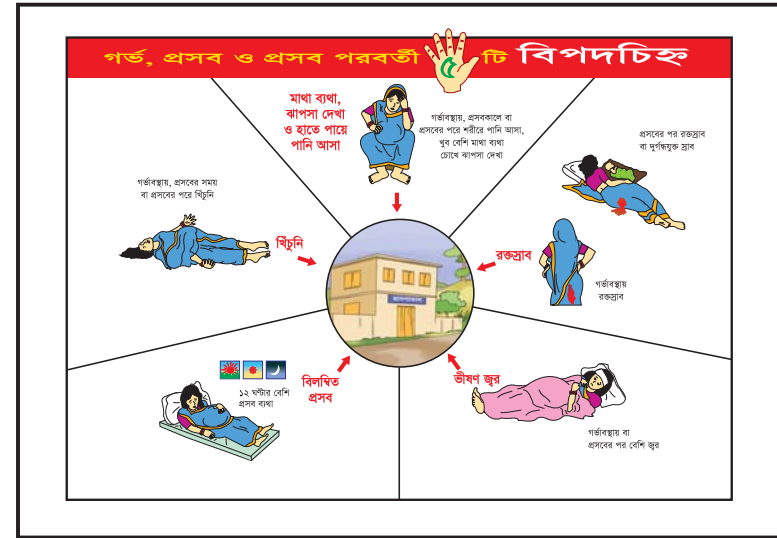 গর্ভ, প্রসব ও প্রসব পরবর্তী ৫ টি বিপদচিহ্ন
মাথা ব্যথা,
ঝাপসা দেখা
ও হাতে পায়ে
পানি আসা
গর্ভাবস্থায়, প্রসবকালে বা
প্রসবের পরে শরীরে পানি আসা,
খুব বেশি মাথা ব্যথা
চোখে ঝাপসা দেখা
প্রসবের পর রক্তস্রাব
বা দুর্গন্ধযুক্ত স্রাব
গর্ভাবস্থায়, প্রসবের সময়
বা প্রসবের পরে খিঁচুনি
খিঁচুনি
রক্তস্রাব
গর্ভাবস্থায়
রক্তস্রাব
হাসপাতাল
১২ ঘন্টার বেশি
প্রসব ব্যথা
বিলম্বিত
প্রসব
ভীষণ জ্বর
গর্ভাবস্থায় বা
প্রসবের পর বেশি জ্বর